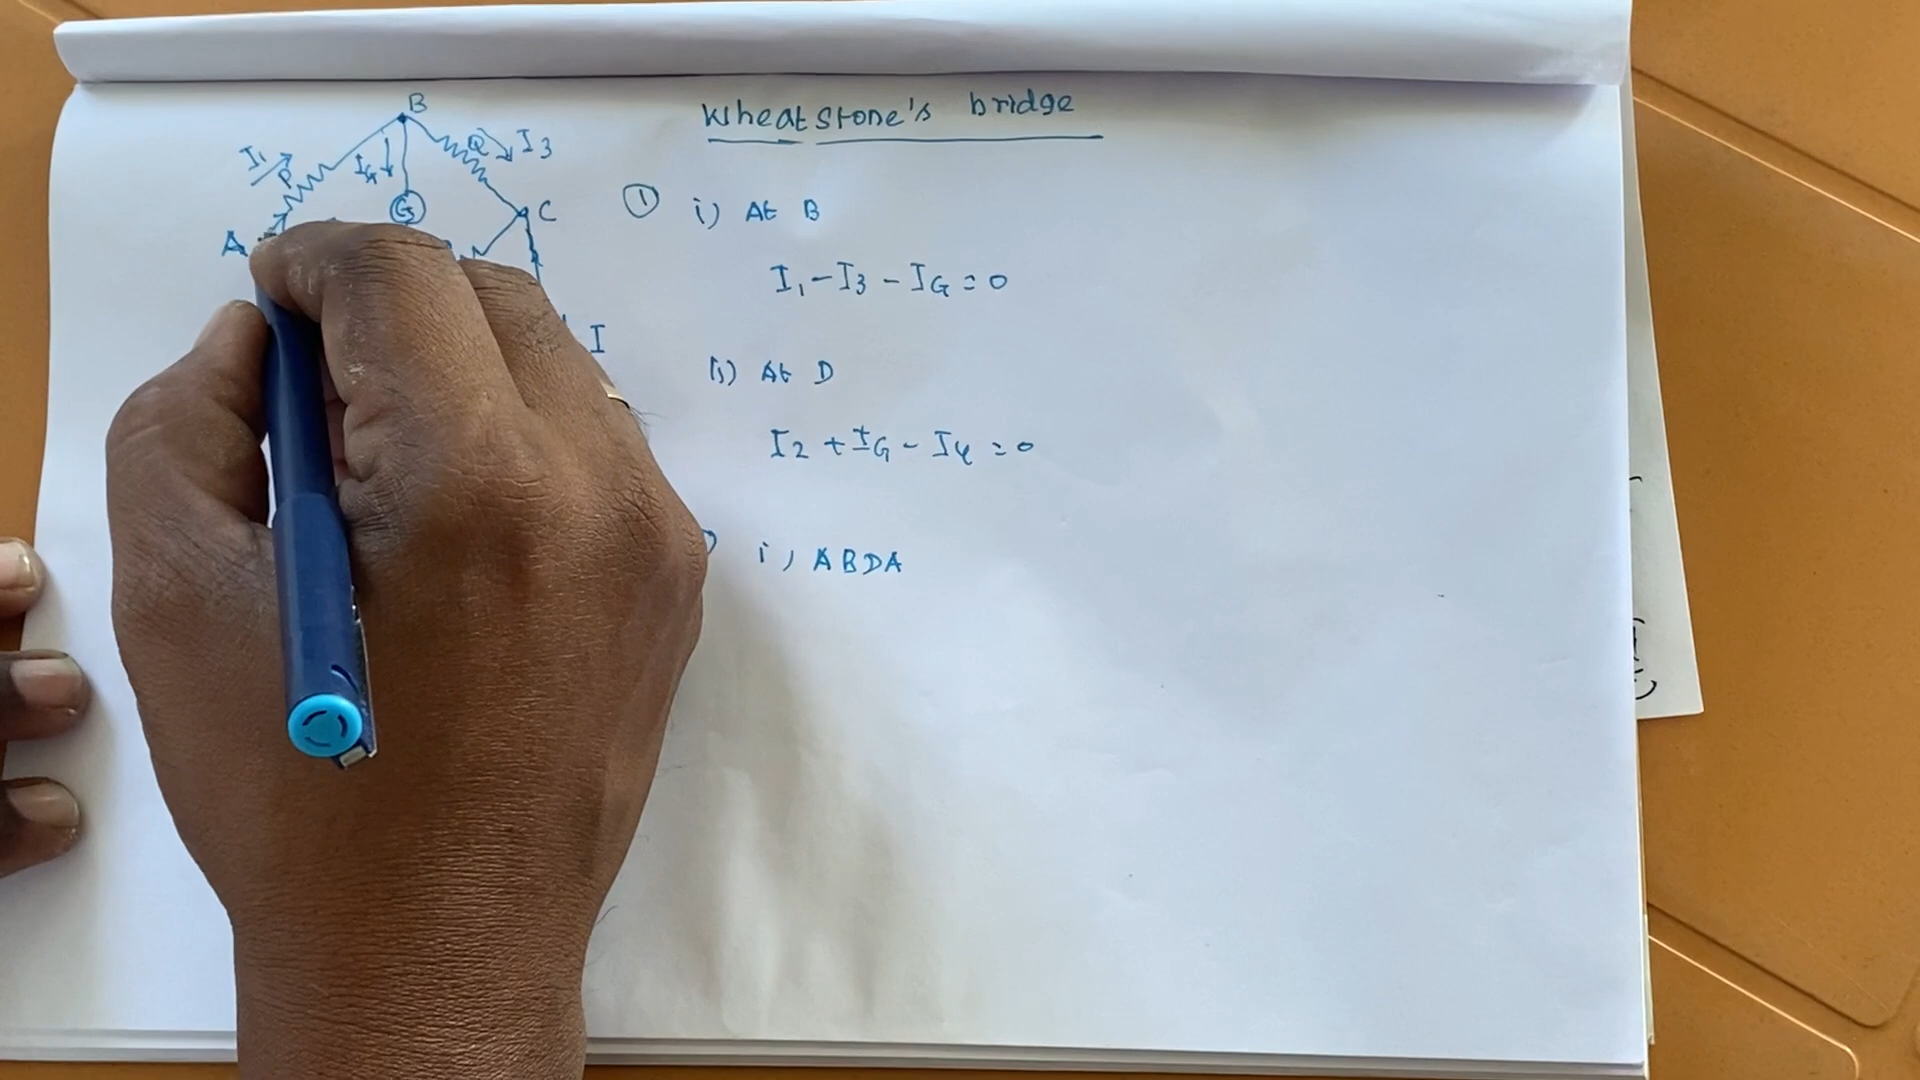 Wheatstone's bridge
B
I1
P
IG
Q
I3
G
A
C
I
① i) At B
I1 - I3 - IG = 0
ii) At D
I2 + IG - I4 = 0
i) ABDA